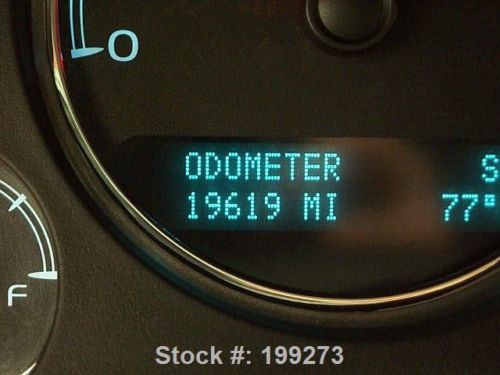 0
ODOMETER S
19619 MI 77°
F
Stock #: 199273